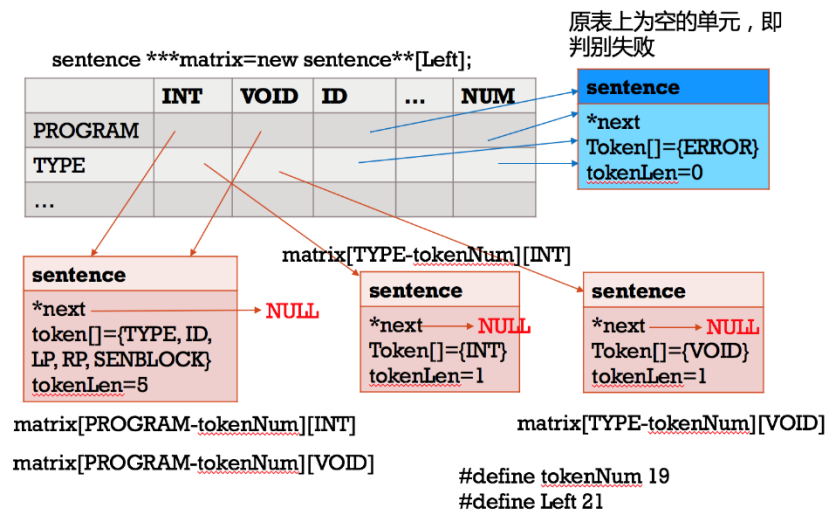 原表上为空的单元，即
判别失败
sentence ***matrix=new sentence**[Left];
INT VOID ID ... NUM
PROGRAM
TYPE
...
sentence
*next
Token[]={ERROR}
tokenLen=0
matrix[TYPE-tokenNum][INT]
sentence
*next NULL
token[]={TYPE, ID,
LP, RP, SENBLOCK}
tokenLen=5
sentence
*next NULL
Token[]={INT}
tokenLen=1
sentence
*next NULL
Token[]={VOID}
tokenLen=1
matrix[PROGRAM-tokenNum][INT]
matrix[PROGRAM-tokenNum][VOID]
matrix[TYPE-tokenNum][VOID]
#define tokenNum 19
#define Left 21